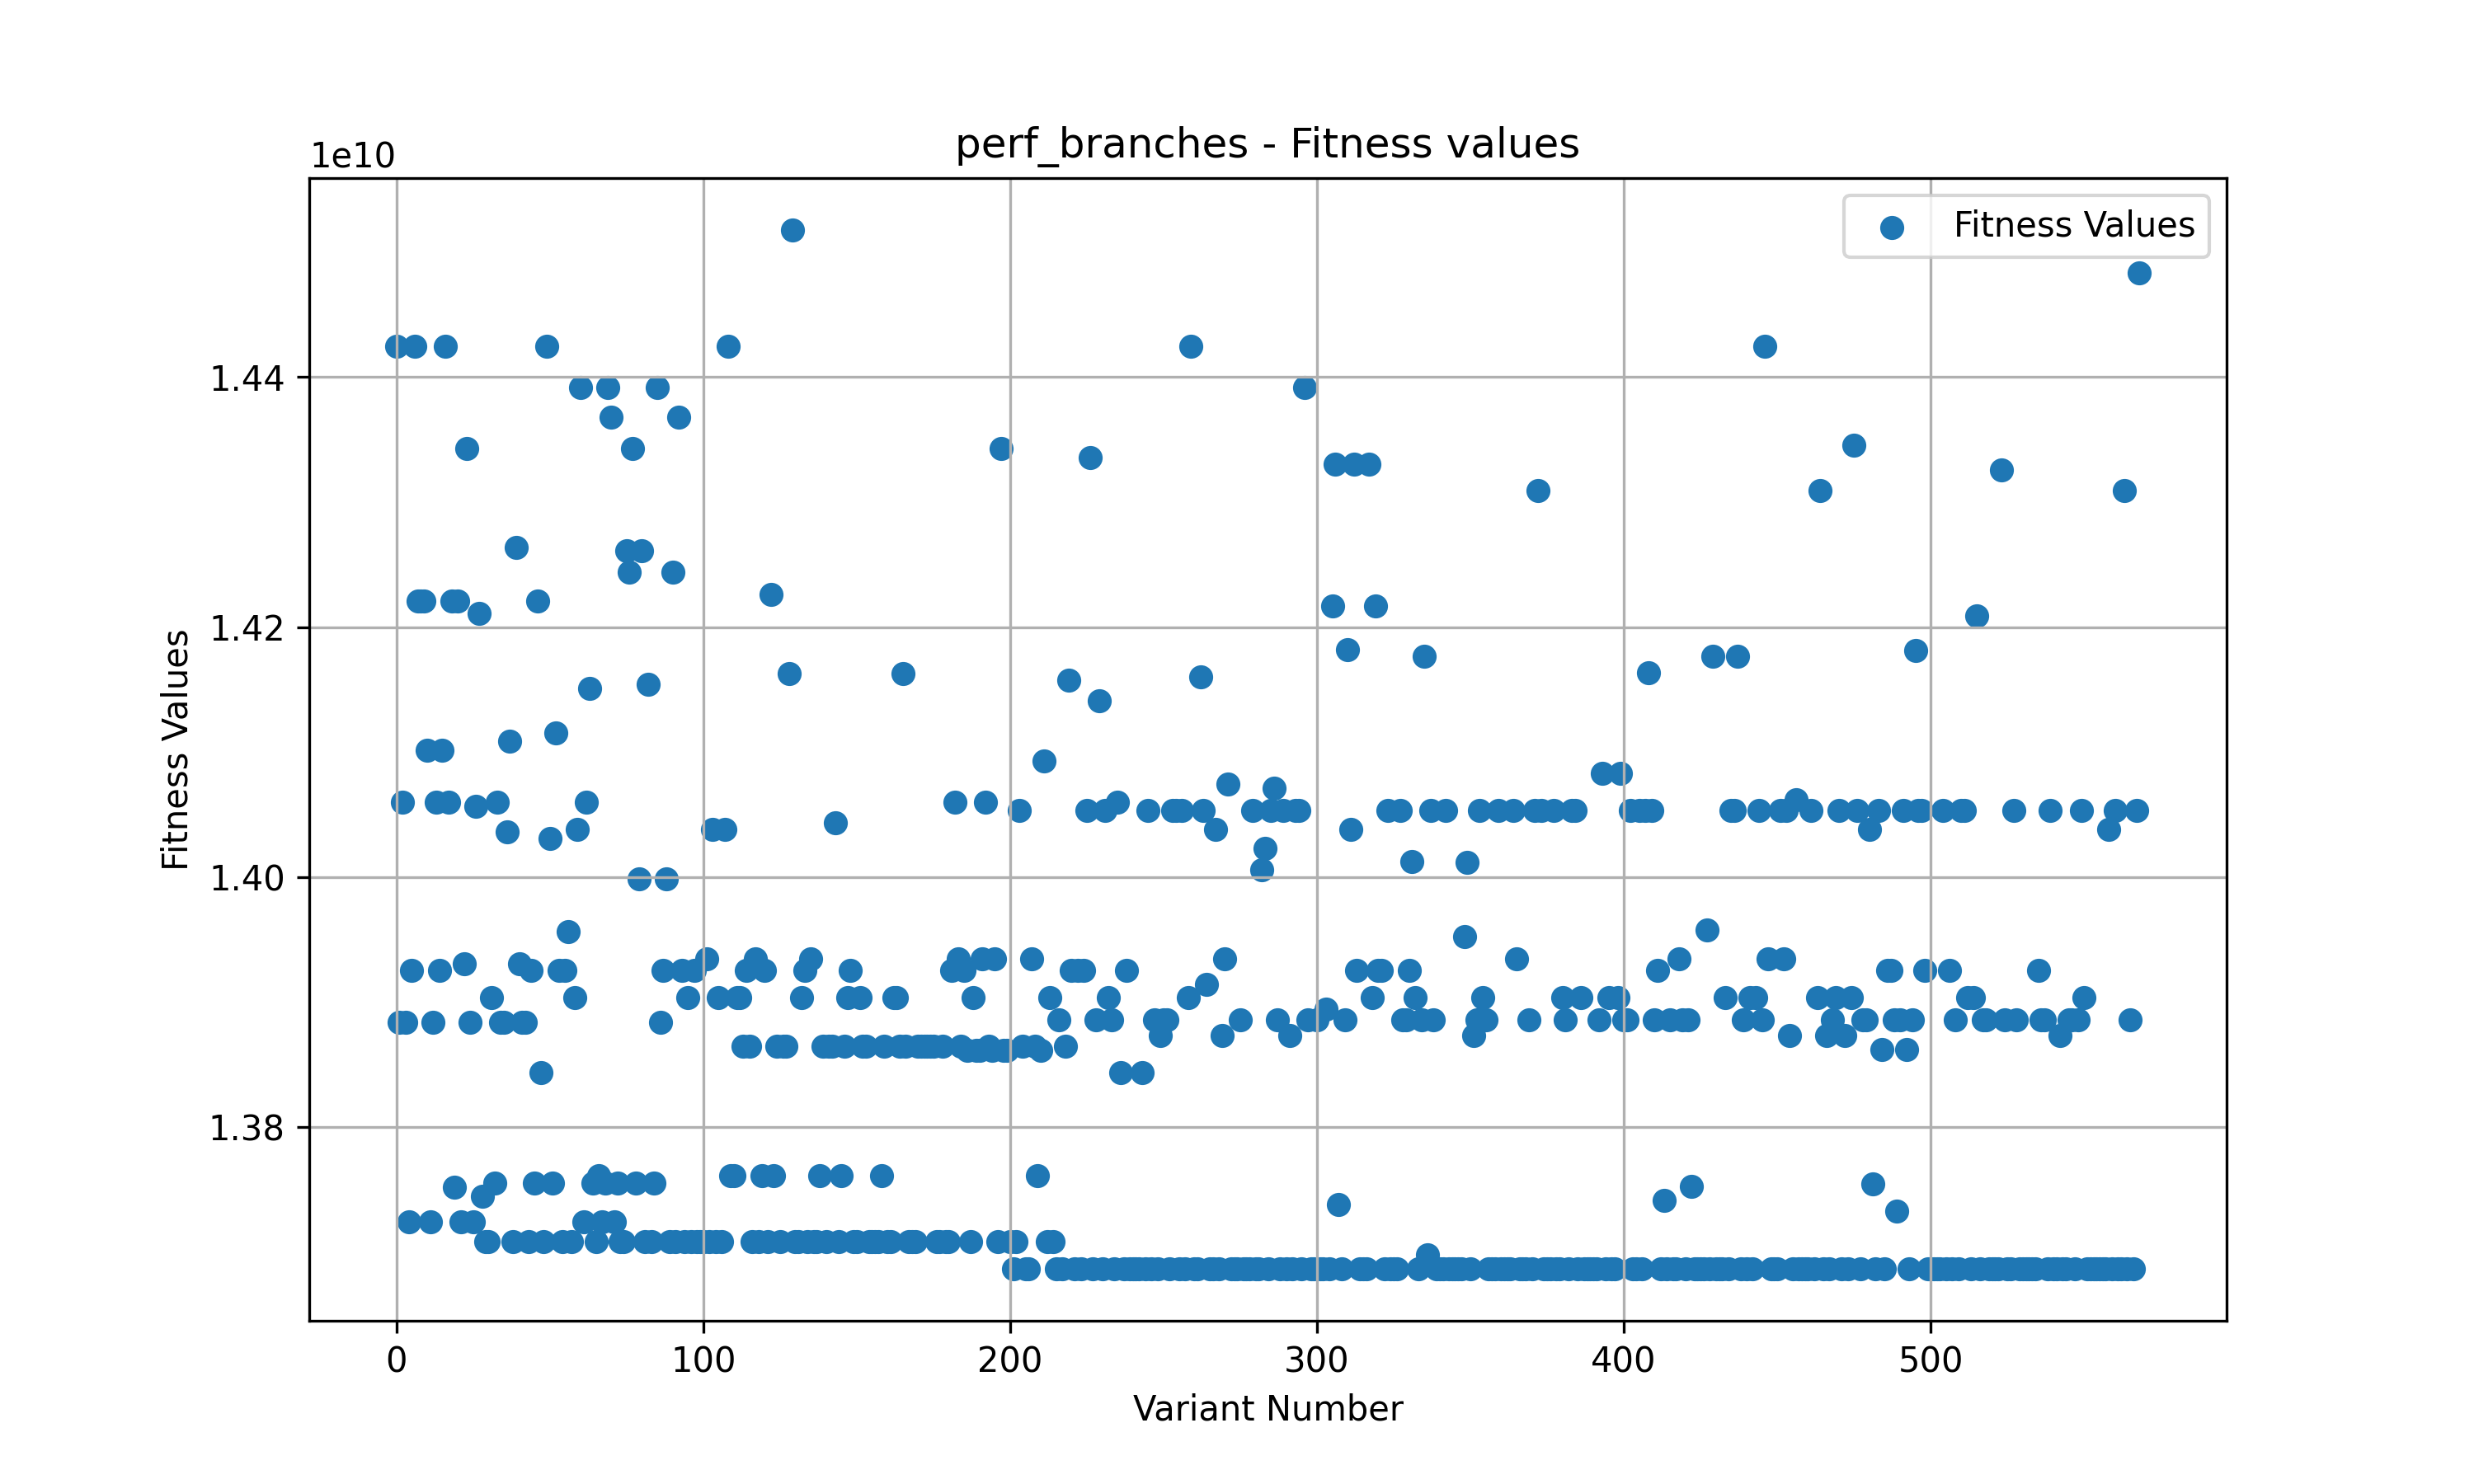 perf_branches - Fitness values
1e10
Fitness Values
1.44
1.42
1.40
1.38
Fitness Values
0 100 200 300 400 500
Variant Number